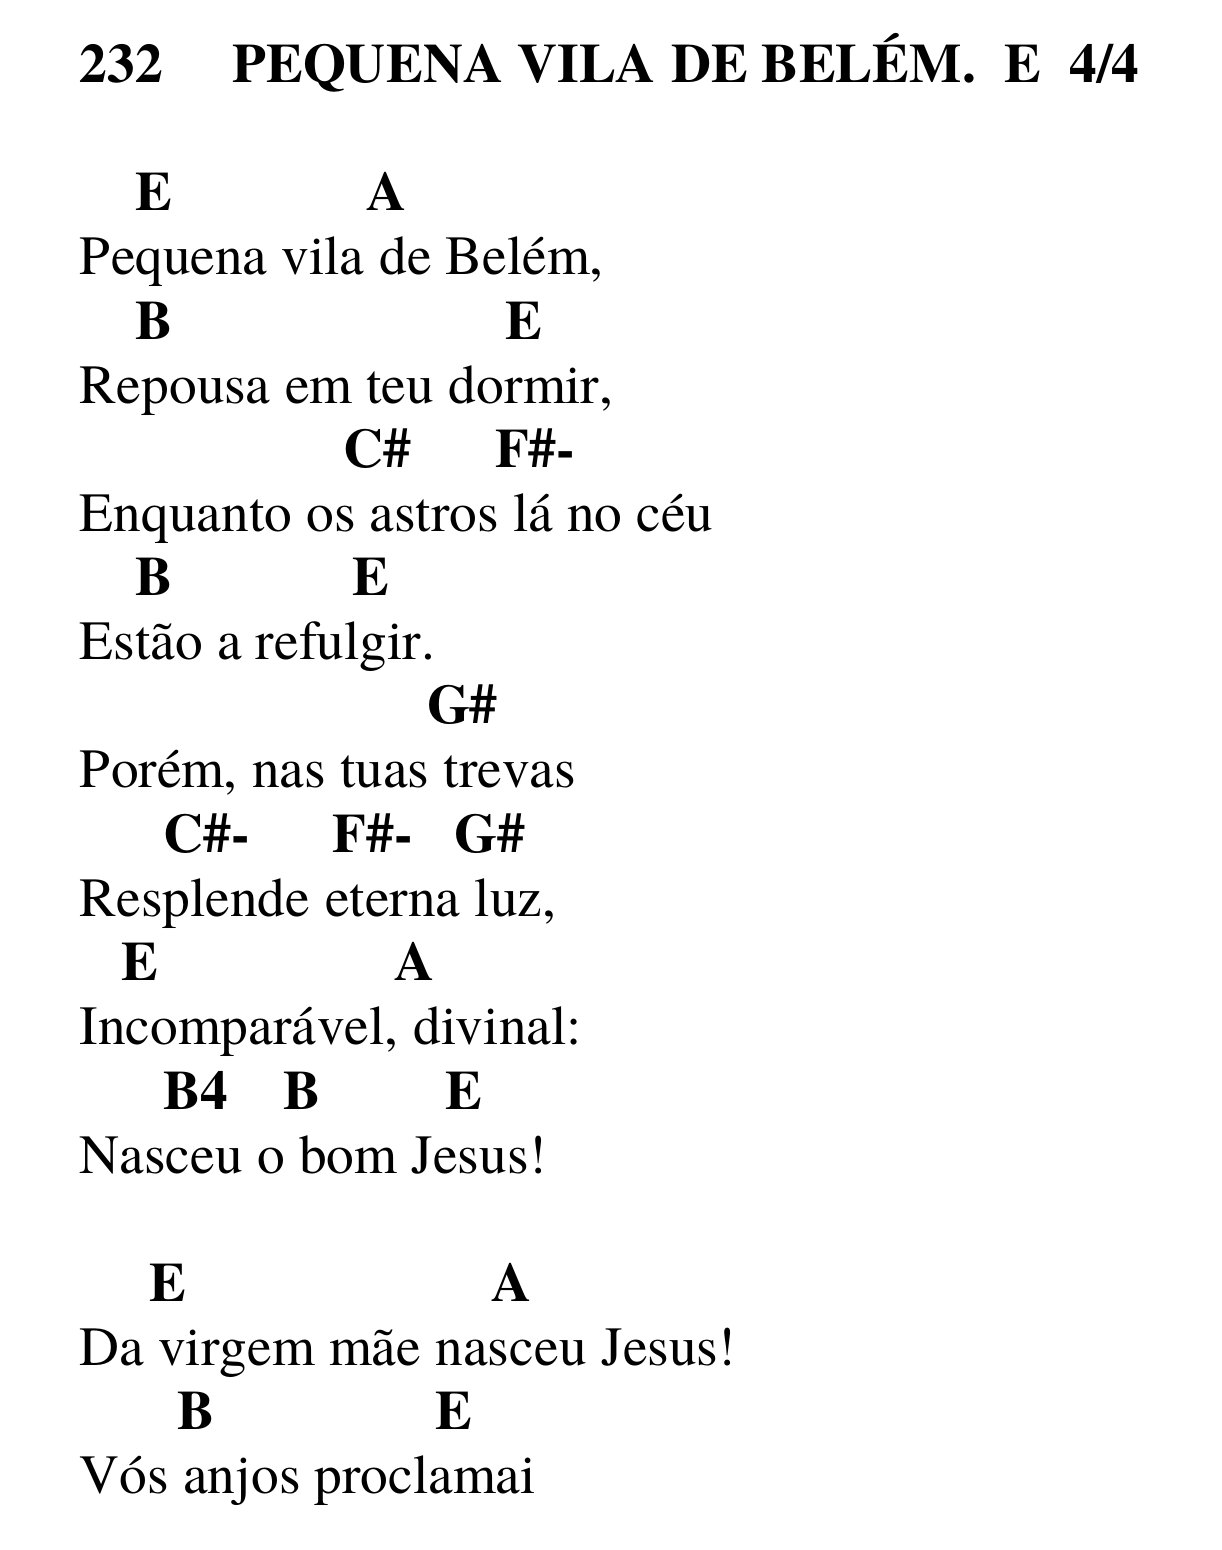 232 PEQUENA VILA DE BELÉM. E 4/4
E A
Pequena vila de Belém,
B E
Repousa em teu dormir,
C# F#-
Enquanto os astros lá no céu
B E
Estão a refulgir.
G#
Porém, nas tuas trevas
C#- F#- G#
Resplende eterna luz,
E A
Incomparável, divinal:
B4 B E
Nasceu o bom Jesus!
E A
Da virgem mãe nasceu Jesus!
B E
Vós anjos proclamai